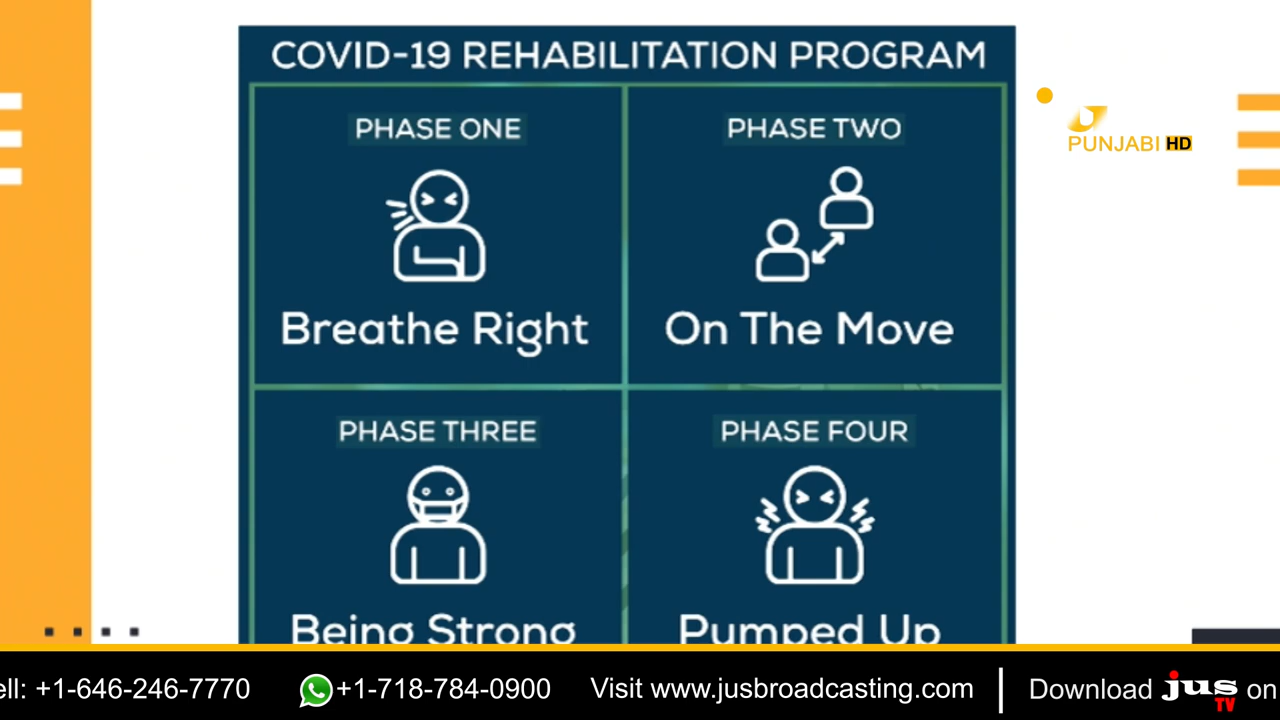 COVID-19 REHABILITATION PROGRAM
PHASE ONE
Breathe Right
PHASE TWO
On The Move
PHASE THREE
Being Strong
PHASE FOUR
Pumped Up
PUNJABI HD
ell: +1-646-246-7770 +1-718-784-0900 Visit www.jusbroadcasting.com | Download jus TV on